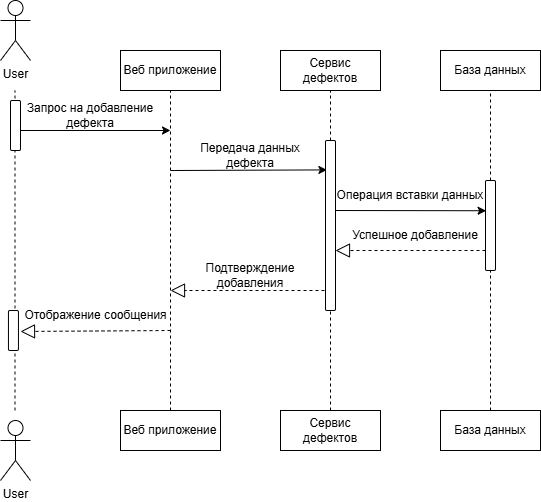 User
Веб приложение
Сервис
дефектов
База данных
Запрос на добавление
дефекта
Передача данных
дефекта
Операция вставки данных
Успешное добавление
Подтверждение
добавления
Отображение сообщения
User
Веб приложение
Сервис
дефектов
База данных